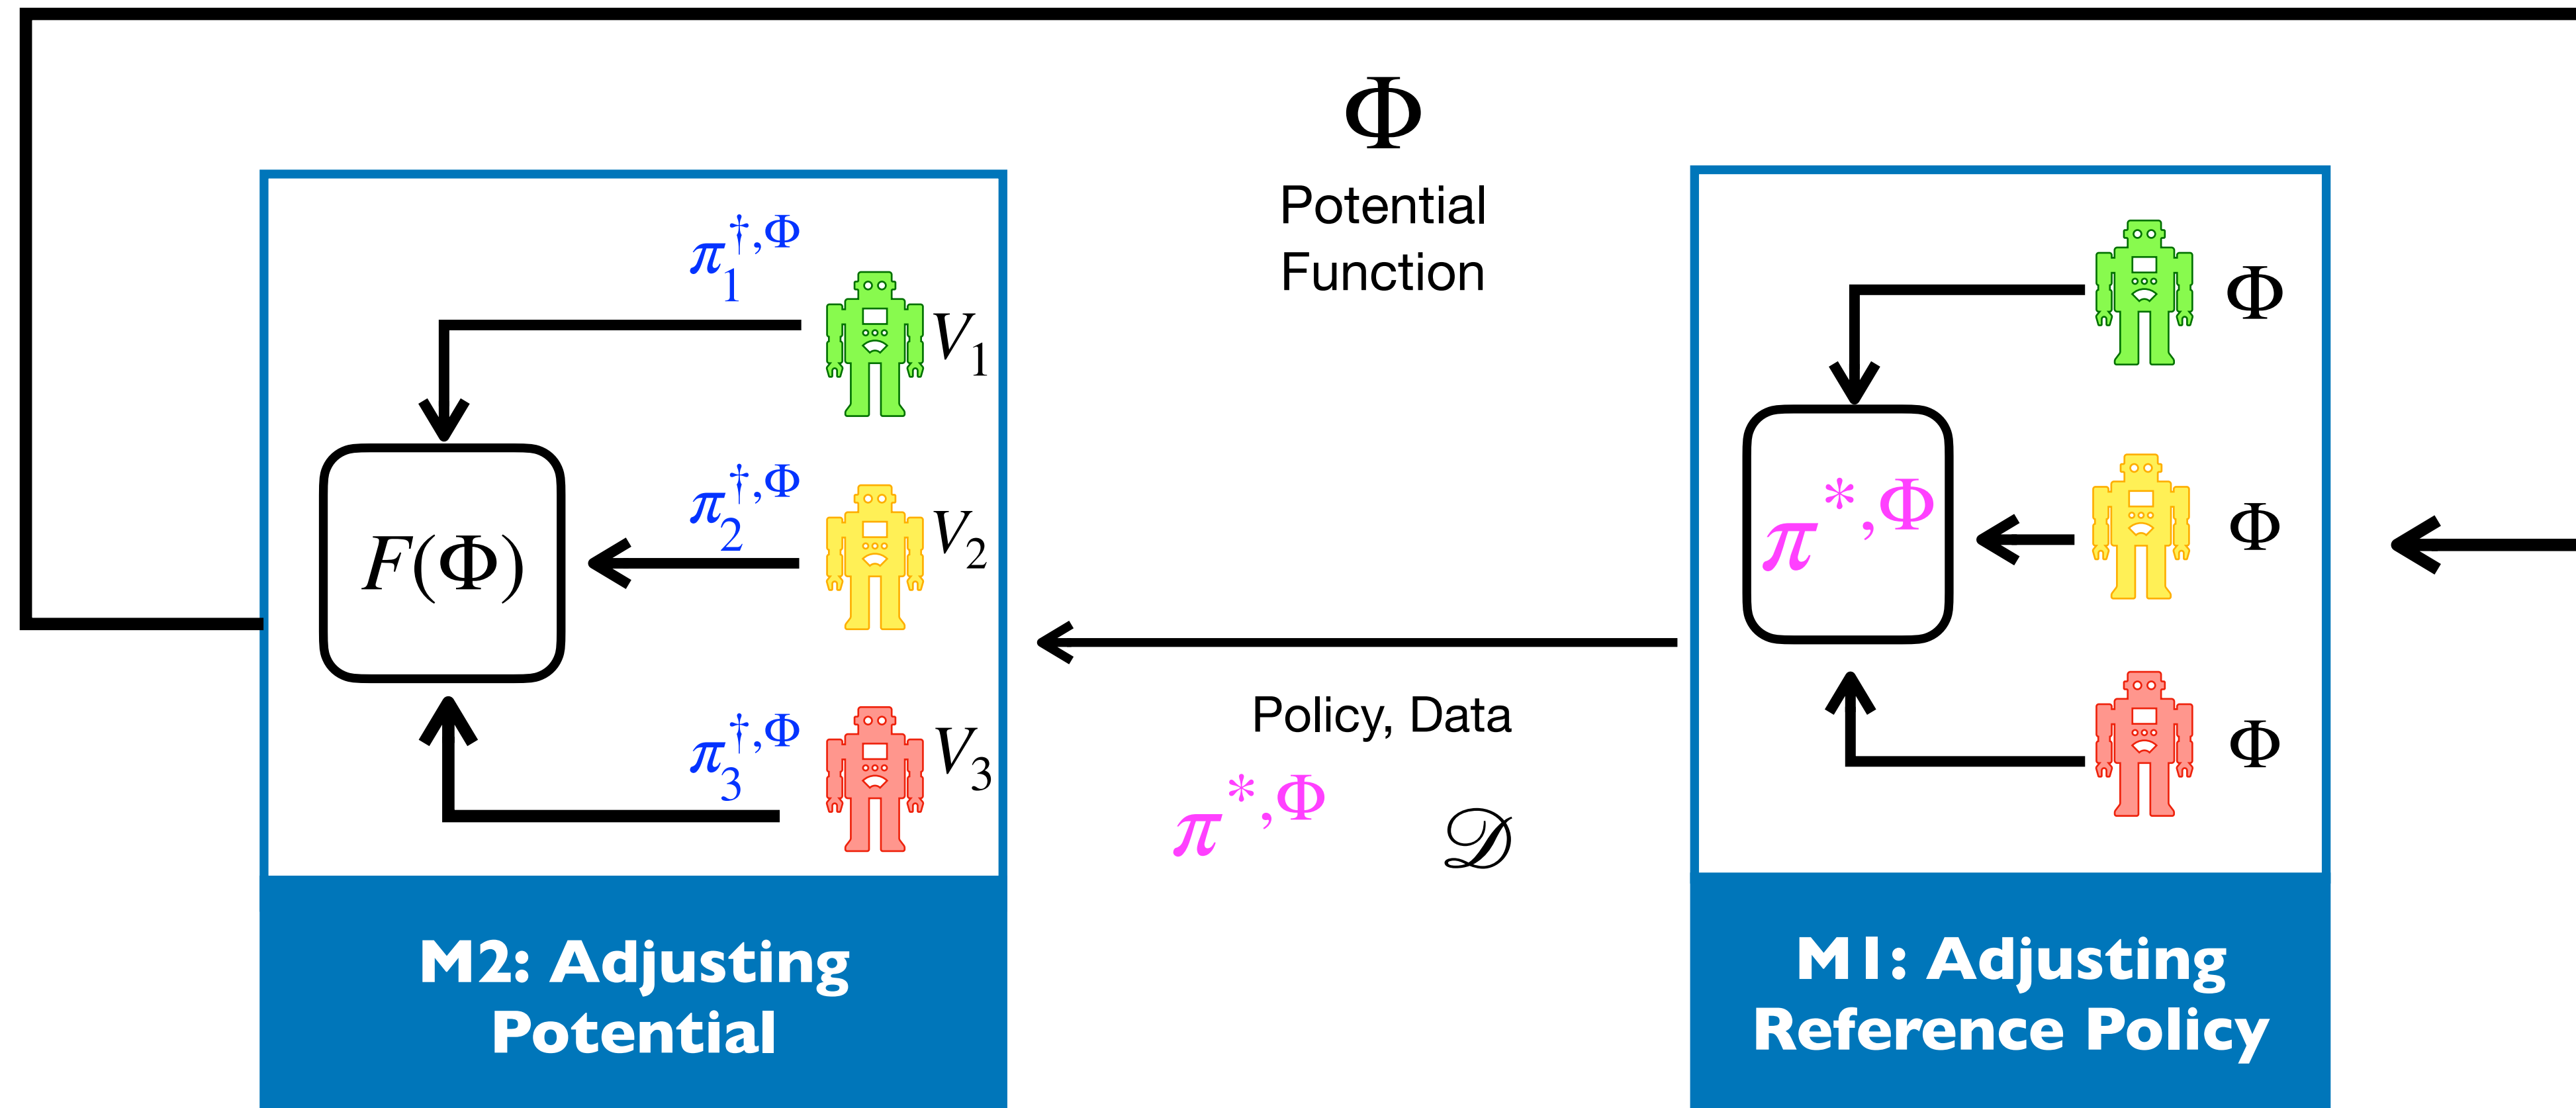 Φ
Potential
Function
π₁^{†,Φ}
V₁
π₂^{†,Φ}
V₂
F(Φ)
π₃^{†,Φ}
V₃
M2: Adjusting
Potential
Policy, Data
π^{*,Φ} 𝒟
Φ
π^{*,Φ}
Φ
Φ
M1: Adjusting
Reference Policy